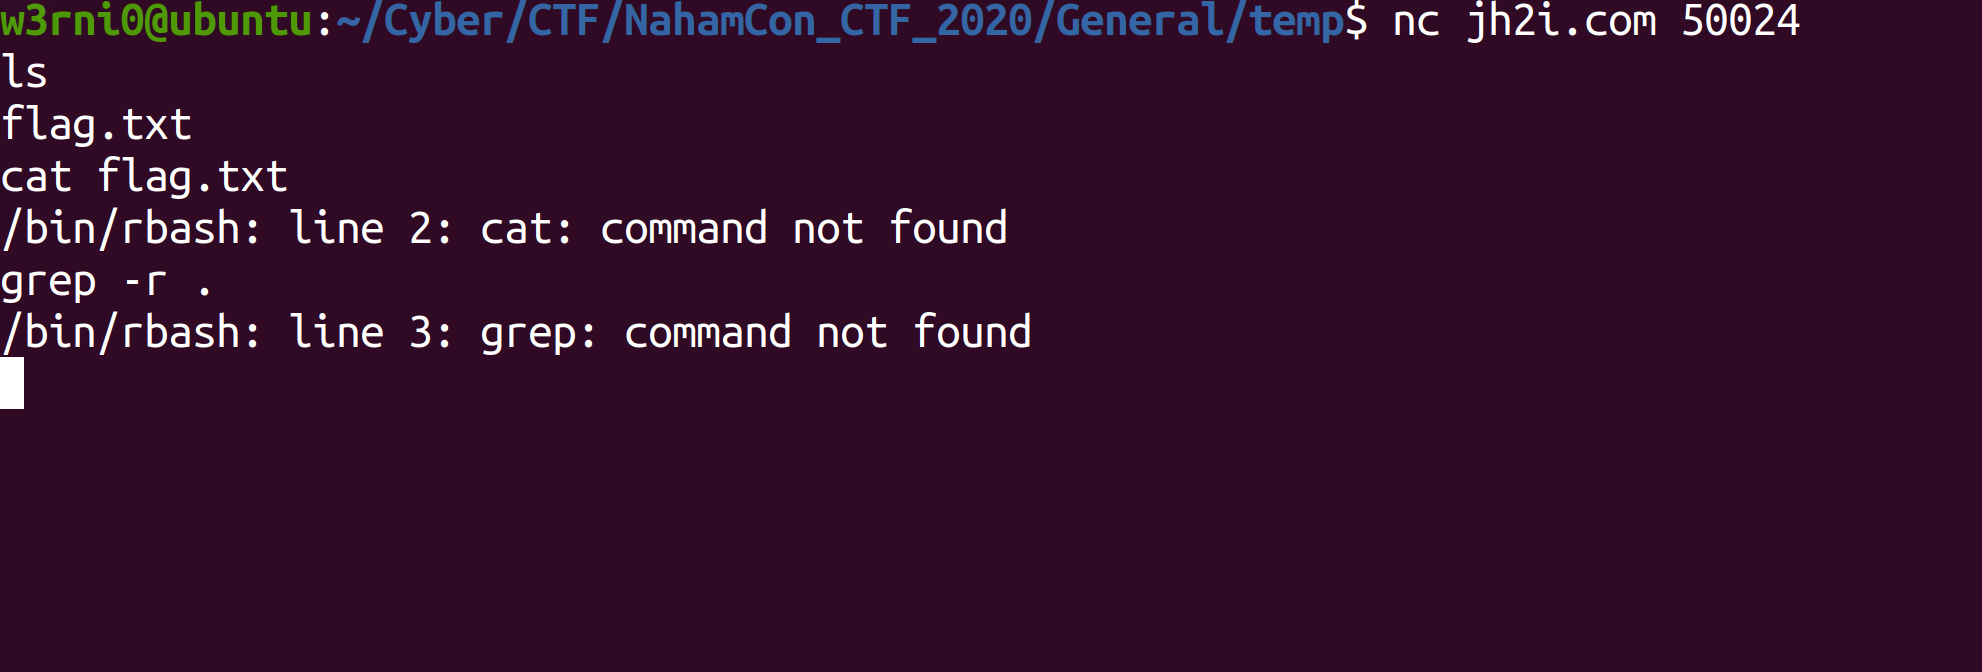 w3rni0@ubuntu:~/Cyber/CTF/NahamCon_CTF_2020/General/temp$ nc jh2i.com 50024
ls
flag.txt
cat flag.txt
/bin/rbash: line 2: cat: command not found
grep -r .
/bin/rbash: line 3: grep: command not found